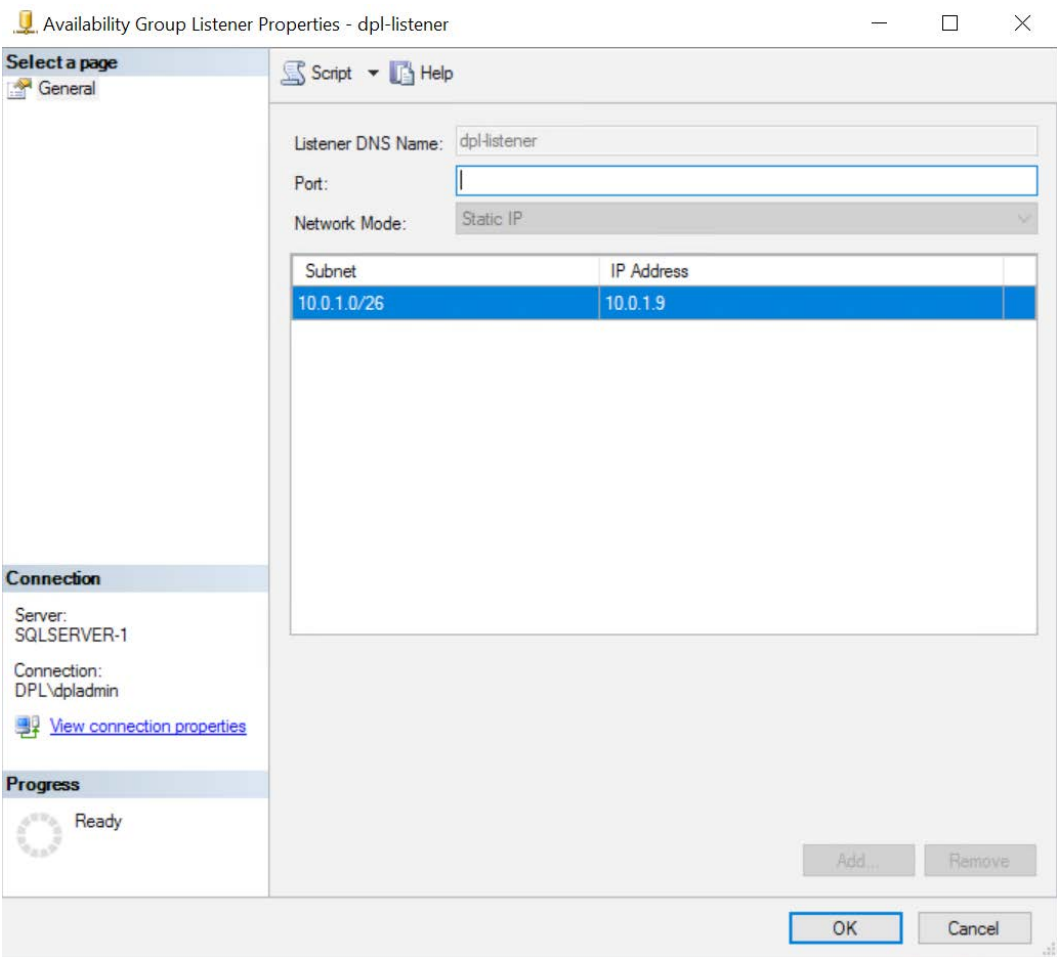 Availability Group Listener Properties - dpl-listener
Select a page
General
Script
Help
Listener DNS Name: dpl-listener
Port:
Network Mode: Static IP
Subnet IP Address
10.0.1.0/26 10.0.1.9
Connection
Server:
SQLSERVER-1
Connection:
DPL\dpladmin
View connection properties
Progress
Ready
Add... Remove
OK Cancel